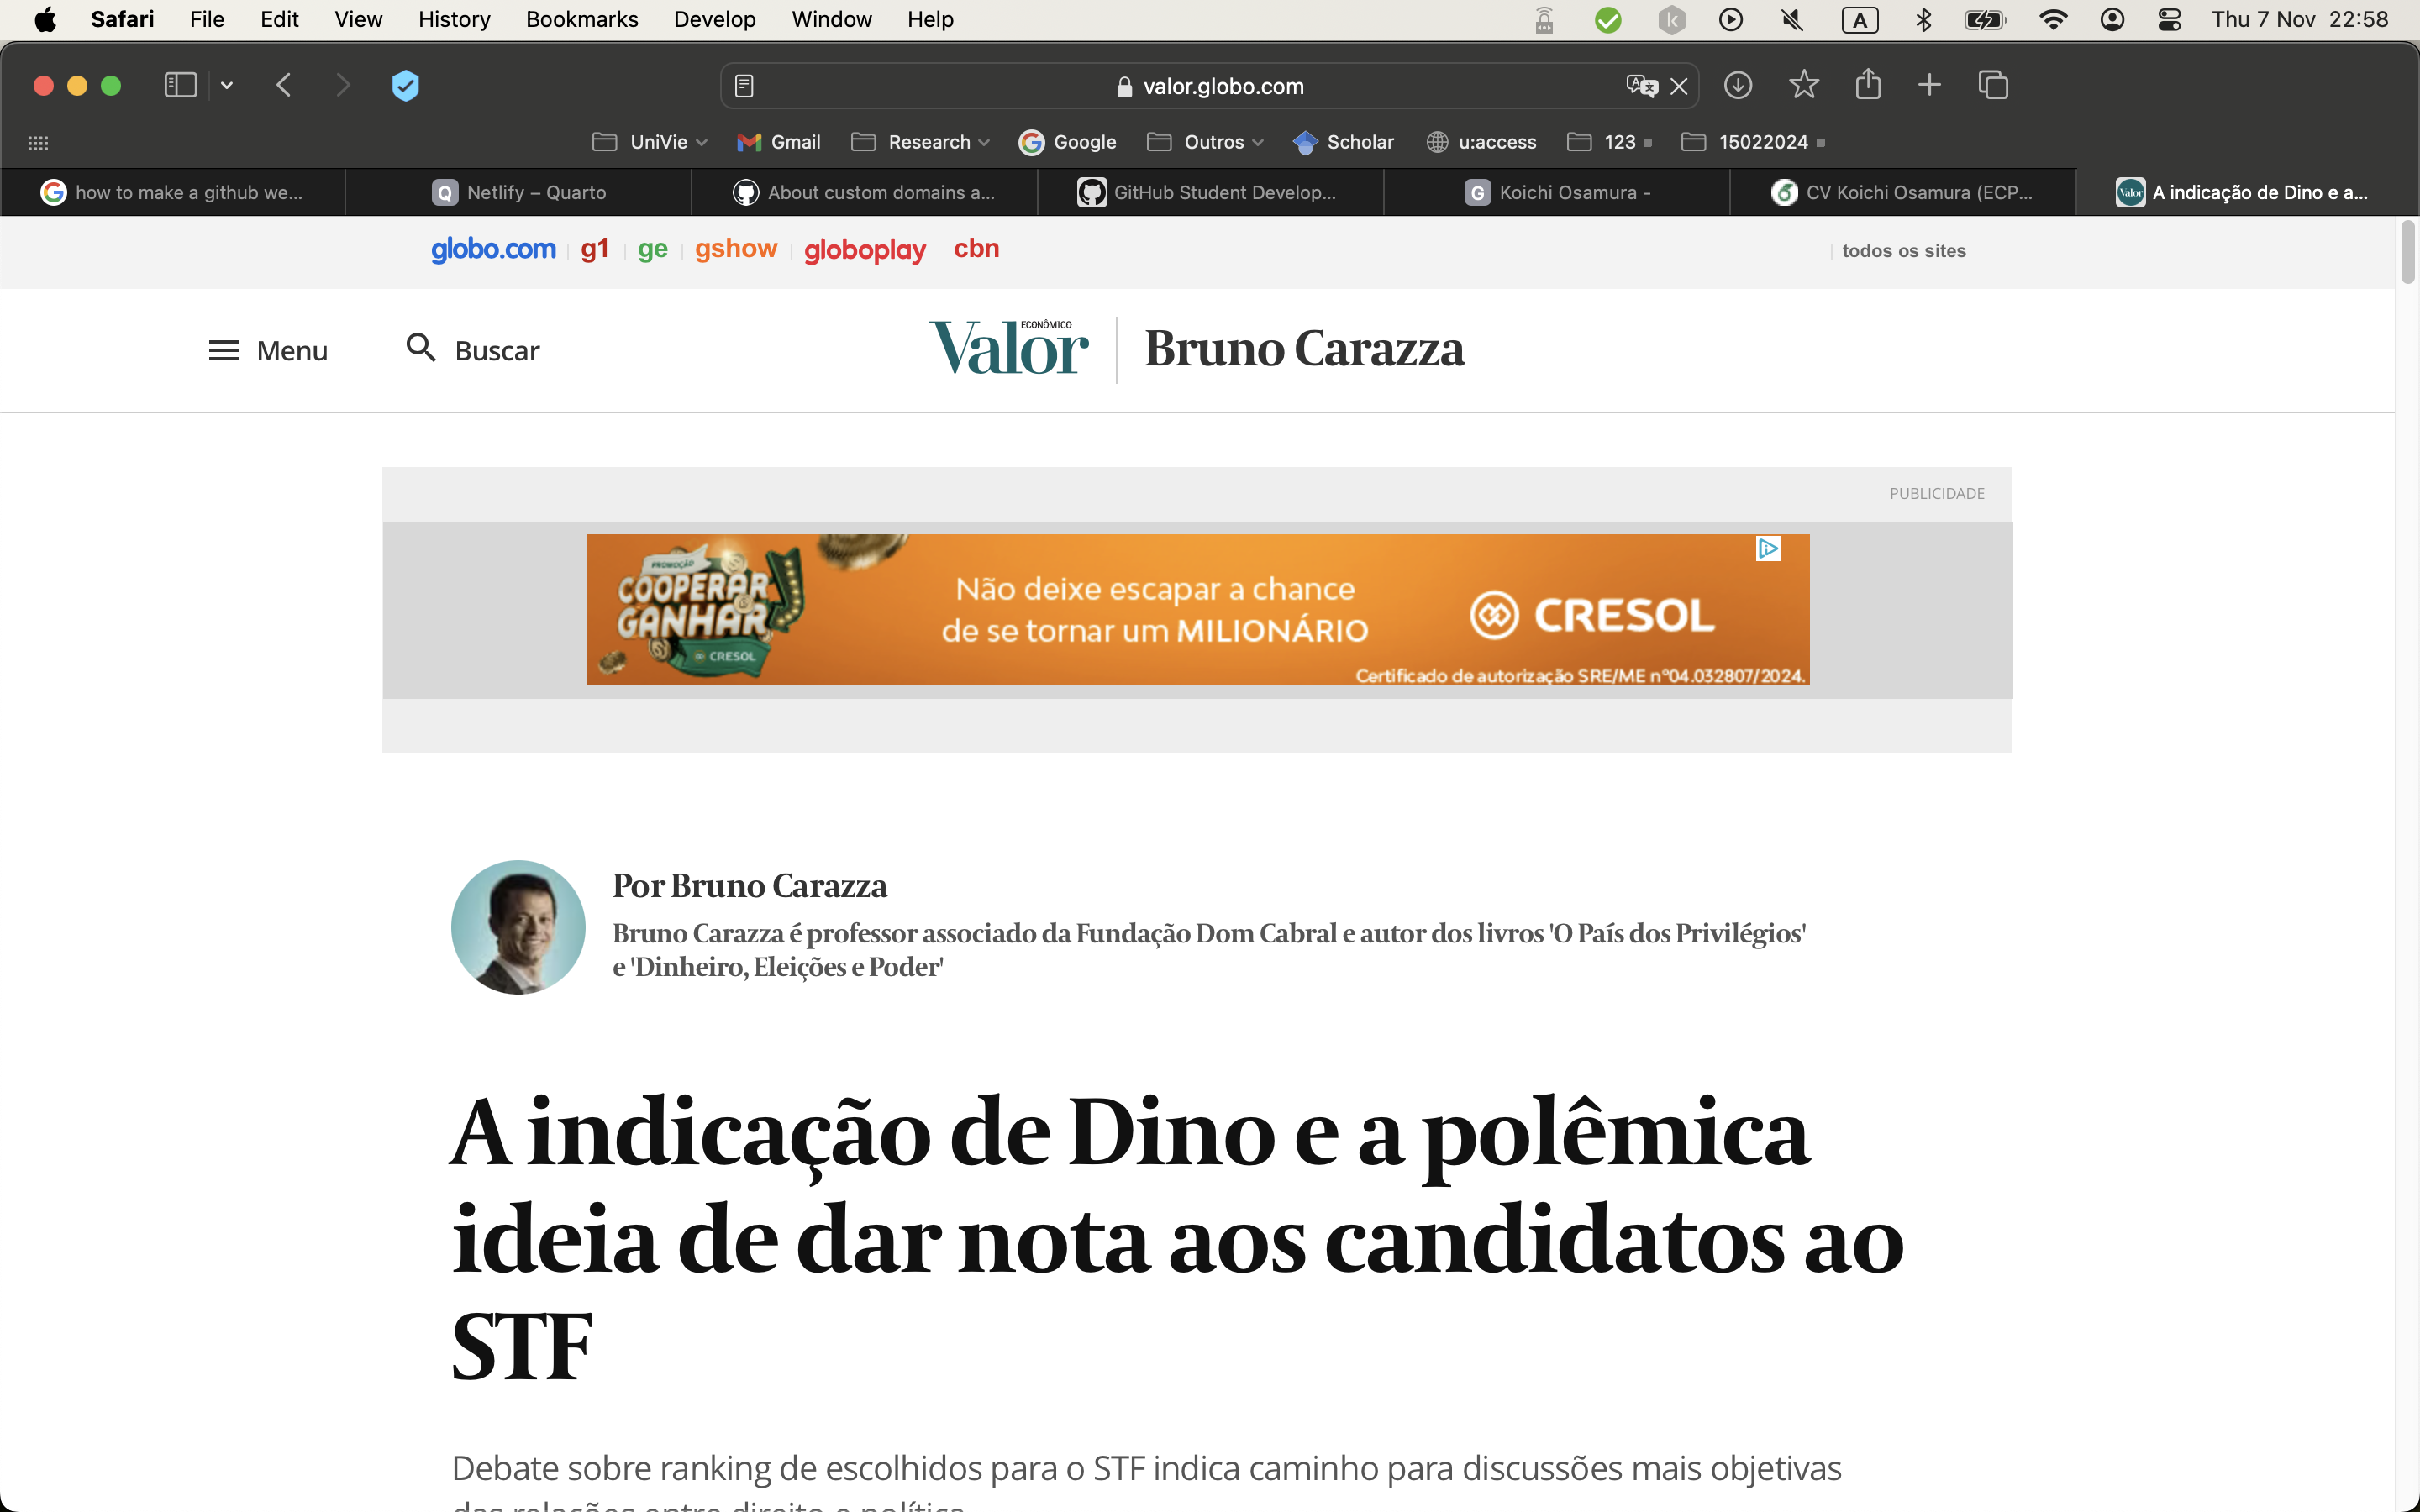 Safari File Edit View History Bookmarks Develop Window Help A Thu 7 Nov 22:58
valor.globo.com
UniVie Gmail Research Google Outros Scholar u:access 123 15022024
how to make a github we... Netlify – Quarto About custom domains a... GitHub Student Develop... Koichi Osamura - CV Koichi Osamura (ECP... A indicação de Dino e a...
globo.com g1 ge gshow globoplay cbn todos os sites
Menu Buscar Valor ECONÔMICO Bruno Carazza
PUBLICIDADE
PROMOÇÃO
COOPERAR
GANHAR
CRESOL
Não deixe escapar a chance
de se tornar um MILIONÁRIO
CRESOL
Certificado de autorização SRE/ME nº04.032807/2024.
Por Bruno Carazza
Bruno Carazza é professor associado da Fundação Dom Cabral e autor dos livros 'O País dos Privilégios'
e 'Dinheiro, Eleições e Poder'
A indicação de Dino e a polêmica
ideia de dar nota aos candidatos ao
STF
Debate sobre ranking de escolhidos para o STF indica caminho para discussões mais objetivas
das relações entre direito e política